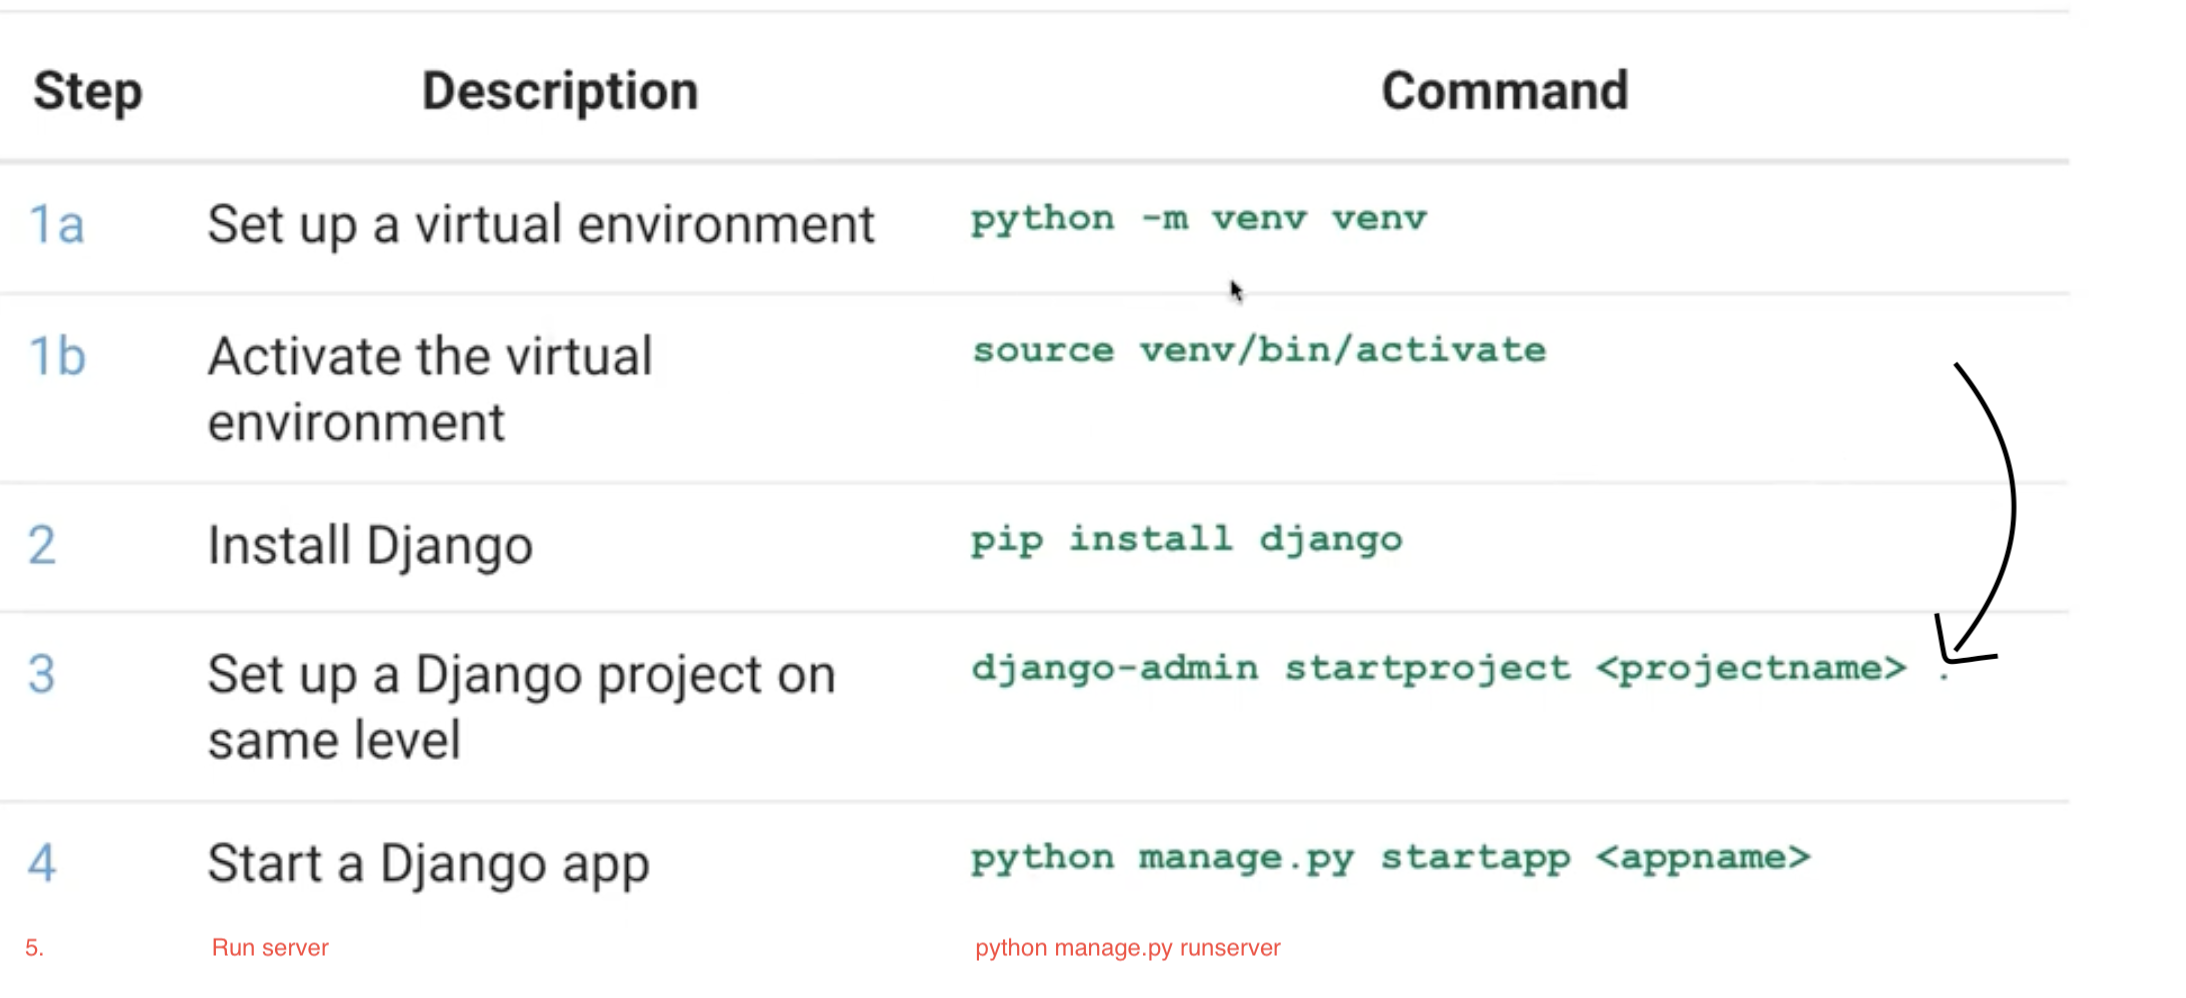 Step Description Command
1a Set up a virtual environment python -m venv venv
1b Activate the virtual source venv/bin/activate
environment
2 Install Django pip install django
3 Set up a Django project on django-admin startproject <projectname> .
same level
4 Start a Django app python manage.py startapp <appname>
5. Run server python manage.py runserver